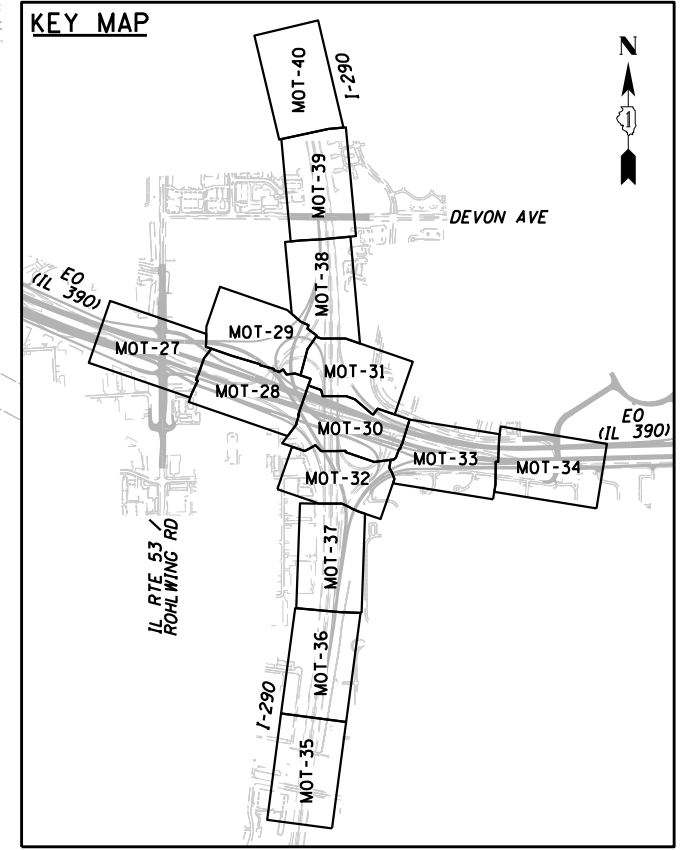 KEY MAP
N
1
MOT-40
I-290
MOT-39
DEVON AVE
MOT-38
EO
(IL 390)
MOT-29
MOT-27
MOT-31
MOT-28
MOT-30
EO
(IL 390)
MOT-33
MOT-34
MOT-32
IL RTE 53 /
ROHLWING RD
MOT-37
MOT-36
I-290
MOT-35